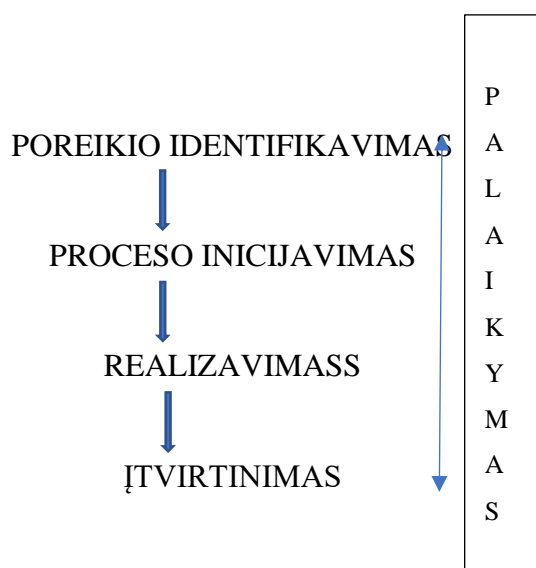 POREIKIO IDENTIFIKAVIMAS
PROCESO INICIJAVIMAS
REALIZAVIMASS
ĮTVIRTINIMAS
P
A
L
A
I
K
Y
M
A
S